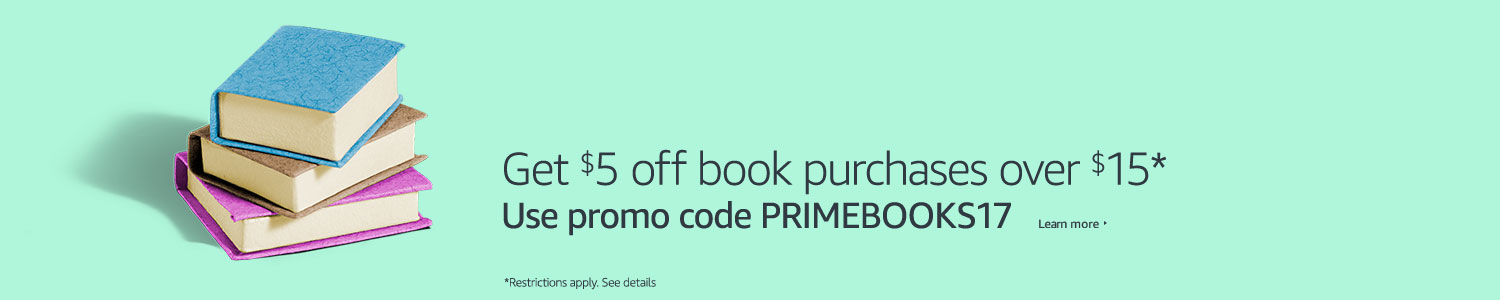 Get $5 off book purchases over $15*
Use promo code PRIMEBOOKS17
Learn more ‣
*Restrictions apply. See details